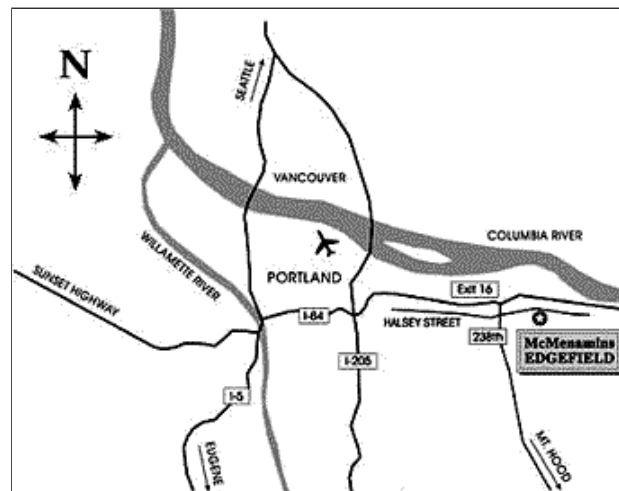 N
SEATTLE
VANCOUVER
COLUMBIA RIVER
WILLAMETTE RIVER
PORTLAND
SUNSET HIGHWAY
Exit 16
I-84
HALSEY STREET
238th
McMenamins
EDGEFIELD
I-205
I-5
EUGENE
MT. HOOD